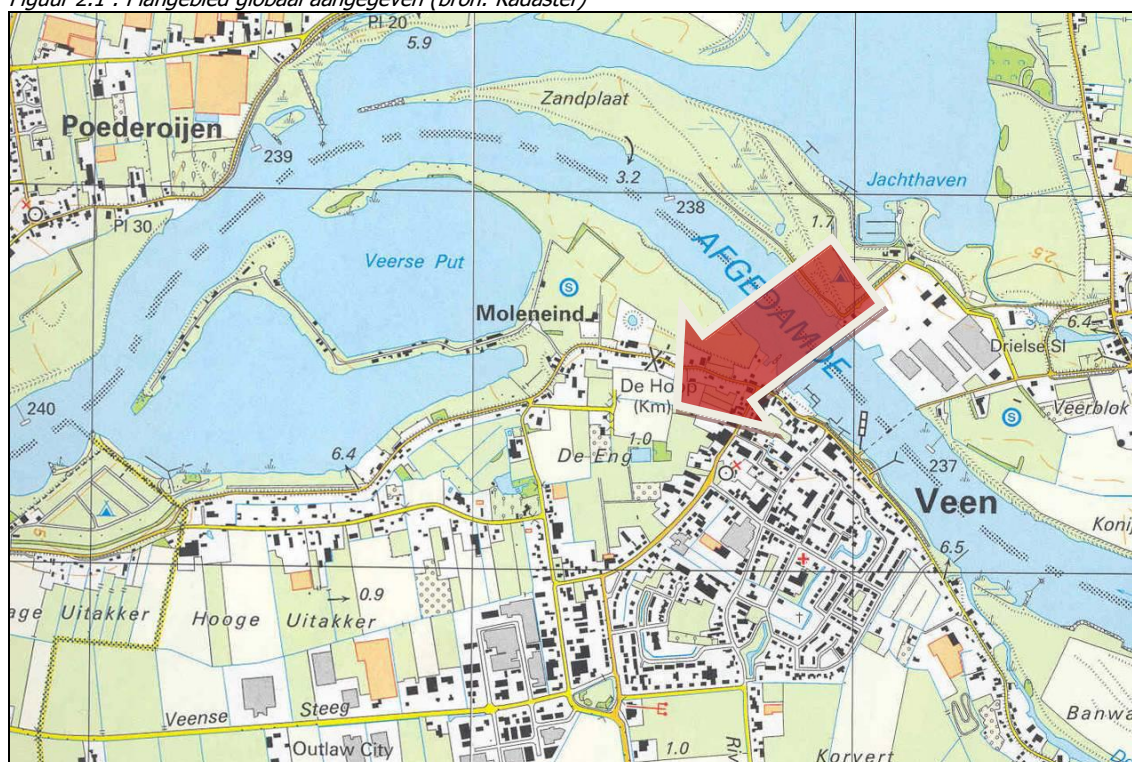 Figuur 2.1 : Plangebied globaal aangegeven (bron: Kadaster)
Pl 20
5.9
Zandplaat
Poederoijen
239
3.2
238
Jachthaven
1.7
Pl 30
Veerse Put
AFGEDAMDE
2.5
Moleneind
S
6.4
Drielse Sl
De Hoop
(Km)
S
Veerblok
240
1.0
De Eng
6.4
237
Veen
6.5
0.9
Uitakker
Hooge Uitakker
Veense Steeg
Outlaw City
1.0
Korvert